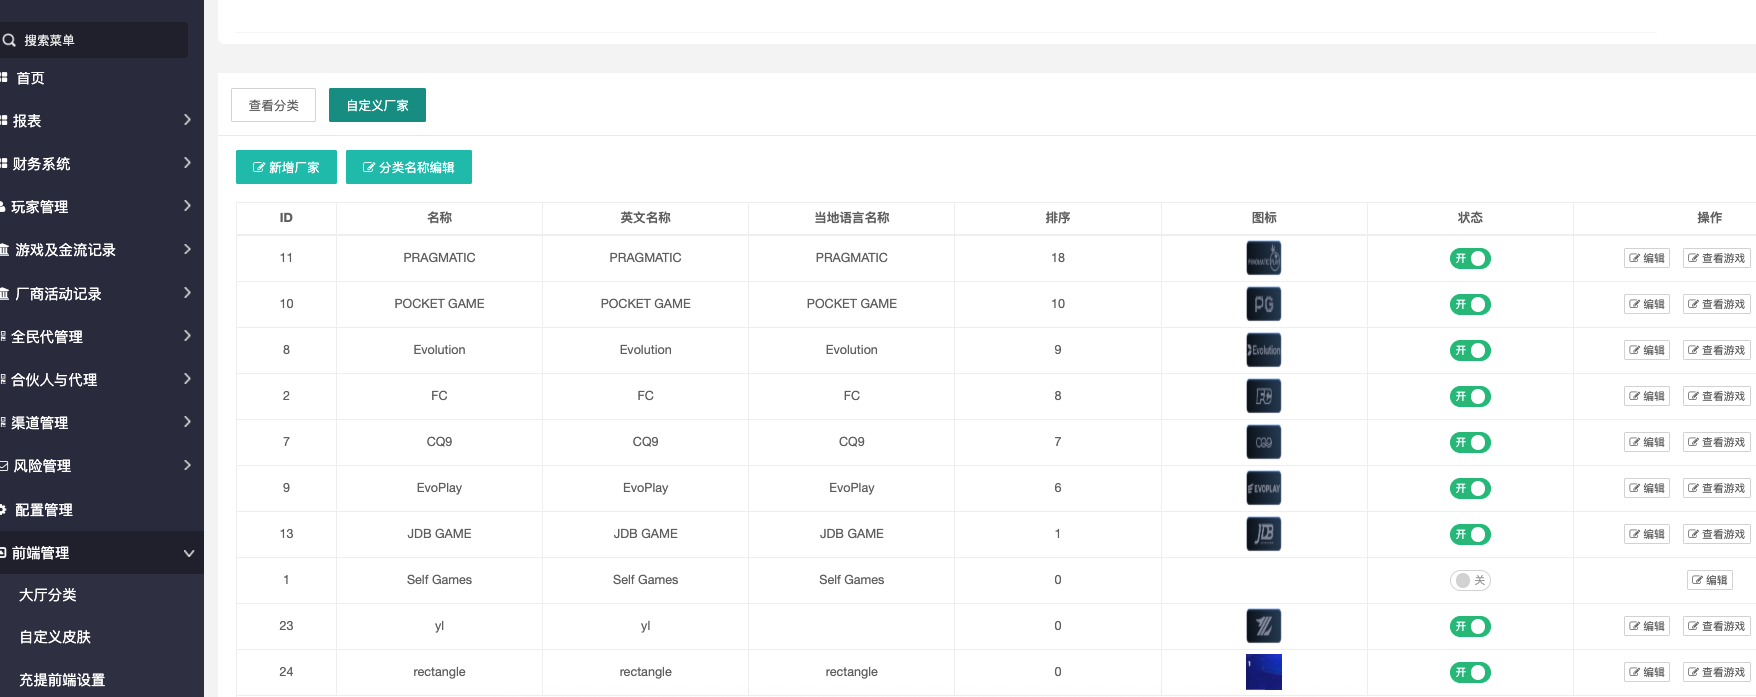 搜索菜单
首页
报表
财务系统
玩家管理
游戏及金流记录
厂商活动记录
全民代管理
合伙人与代理
渠道管理
风险管理
配置管理
前端管理
大厅分类
自定义皮肤
充提前端设置
查看分类 自定义厂家
新增厂家 分类名称编辑
ID 名称 英文名称 当地语言名称 排序 图标 状态 操作
11 PRAGMATIC PRAGMATIC PRAGMATIC 18 开 编辑 查看游戏
10 POCKET GAME POCKET GAME POCKET GAME 10 PG 开 编辑 查看游戏
8 Evolution Evolution Evolution 9 Evolution 开 编辑 查看游戏
2 FC FC FC 8 FC 开 编辑 查看游戏
7 CQ9 CQ9 CQ9 7 CQ9 开 编辑 查看游戏
9 EvoPlay EvoPlay EvoPlay 6 EVOPLAY 开 编辑 查看游戏
13 JDB GAME JDB GAME JDB GAME 1 JDB 开 编辑 查看游戏
1 Self Games Self Games Self Games 0 关 编辑
23 yl yl 0 开 编辑 查看游戏
24 rectangle rectangle rectangle 0 开 编辑 查看游戏